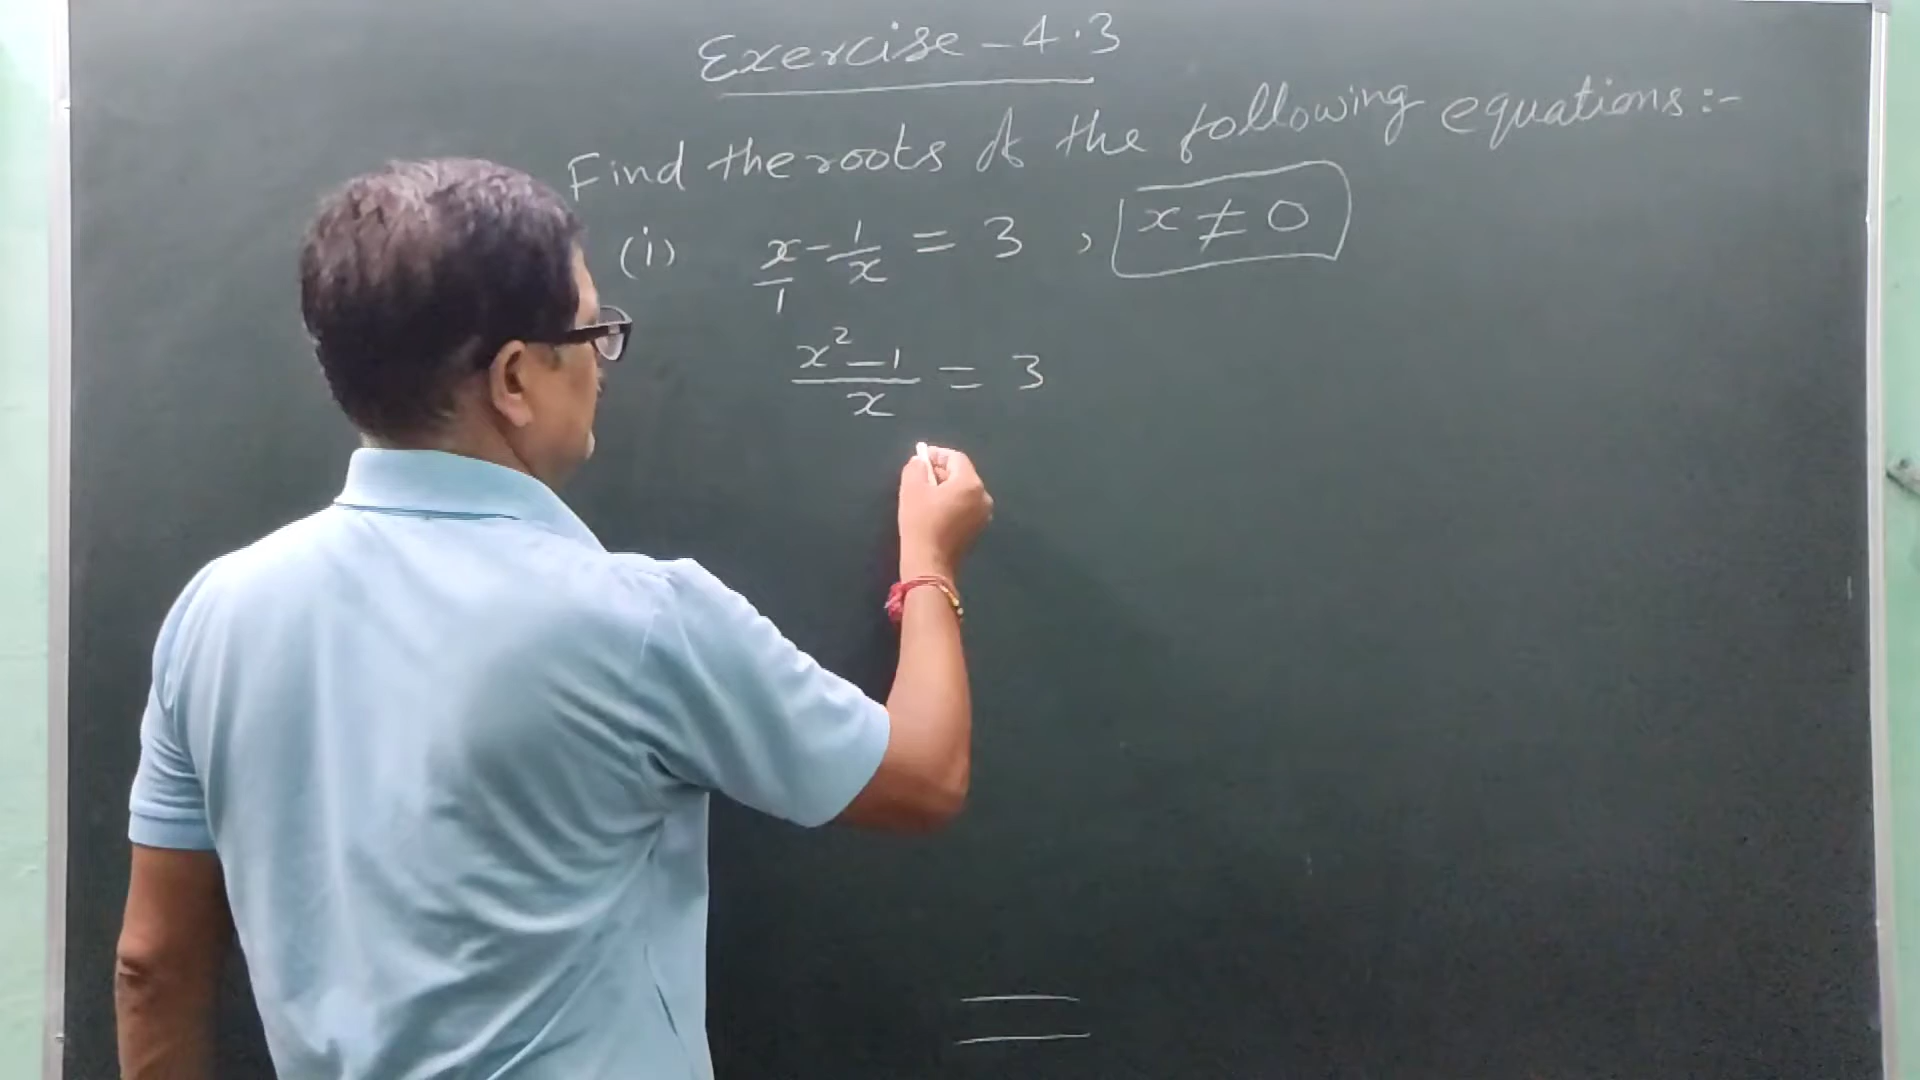 Exercise - 4.3
Find the roots of the following equations :-
(i) x/1 - 1/x = 3 , x ≠ 0
x² - 1 / x = 3